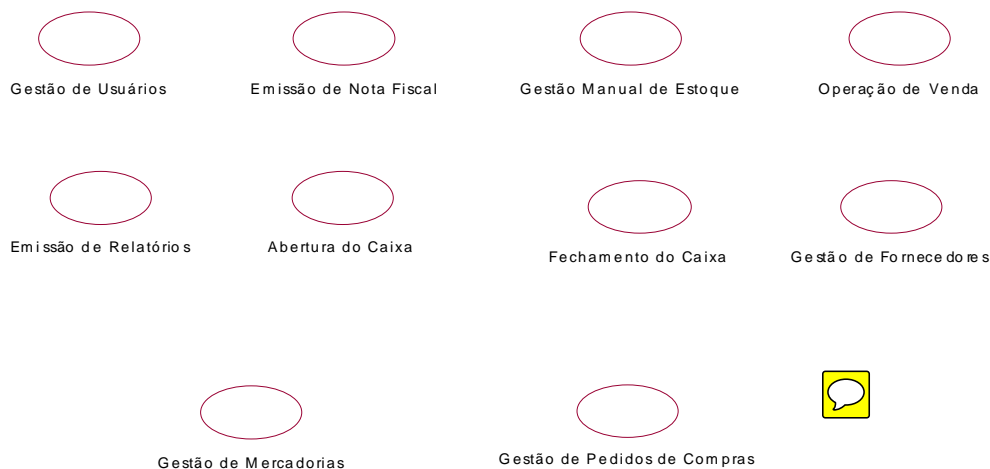 Gestão de Usuários
Emissão de Nota Fiscal
Gestão Manual de Estoque
Operação de Venda
Emissão de Relatórios
Abertura do Caixa
Fechamento do Caixa
Gestão de Fornecedores
Gestão de Mercadorias
Gestão de Pedidos de Compras